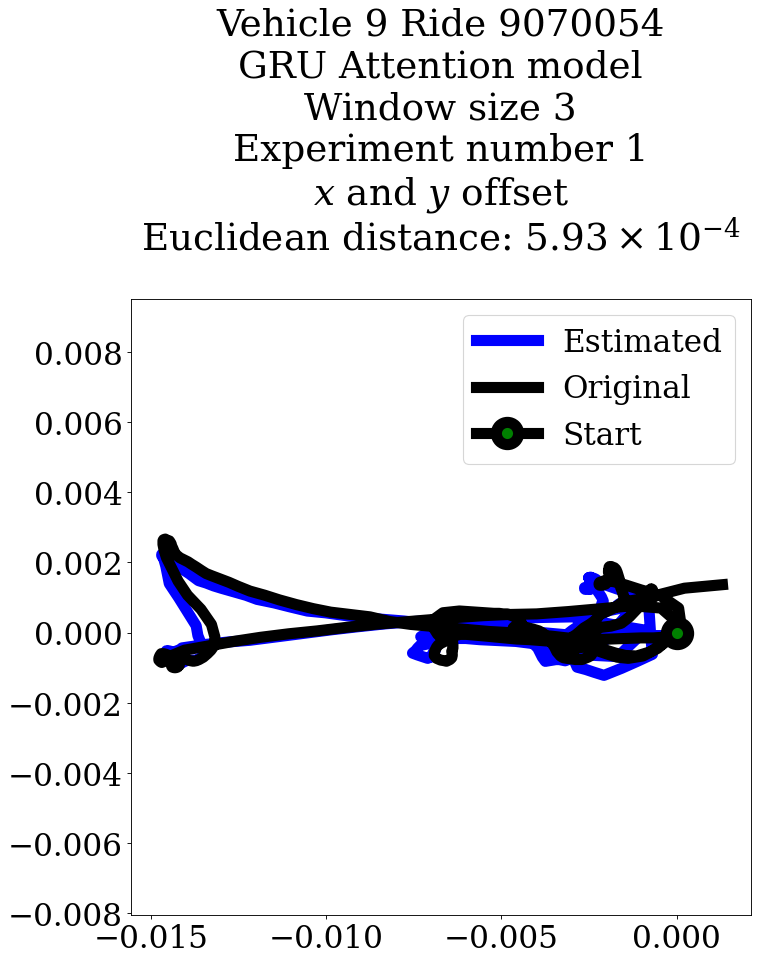 Vehicle 9 Ride 9070054
GRU Attention model
Window size 3
Experiment number 1
x and y offset
Euclidean distance: 5.93 × 10⁻⁴
Estimated
Original
Start
0.008
0.006
0.004
0.002
0.000
−0.002
−0.004
−0.006
−0.008
−0.015
−0.010
−0.005
0.000